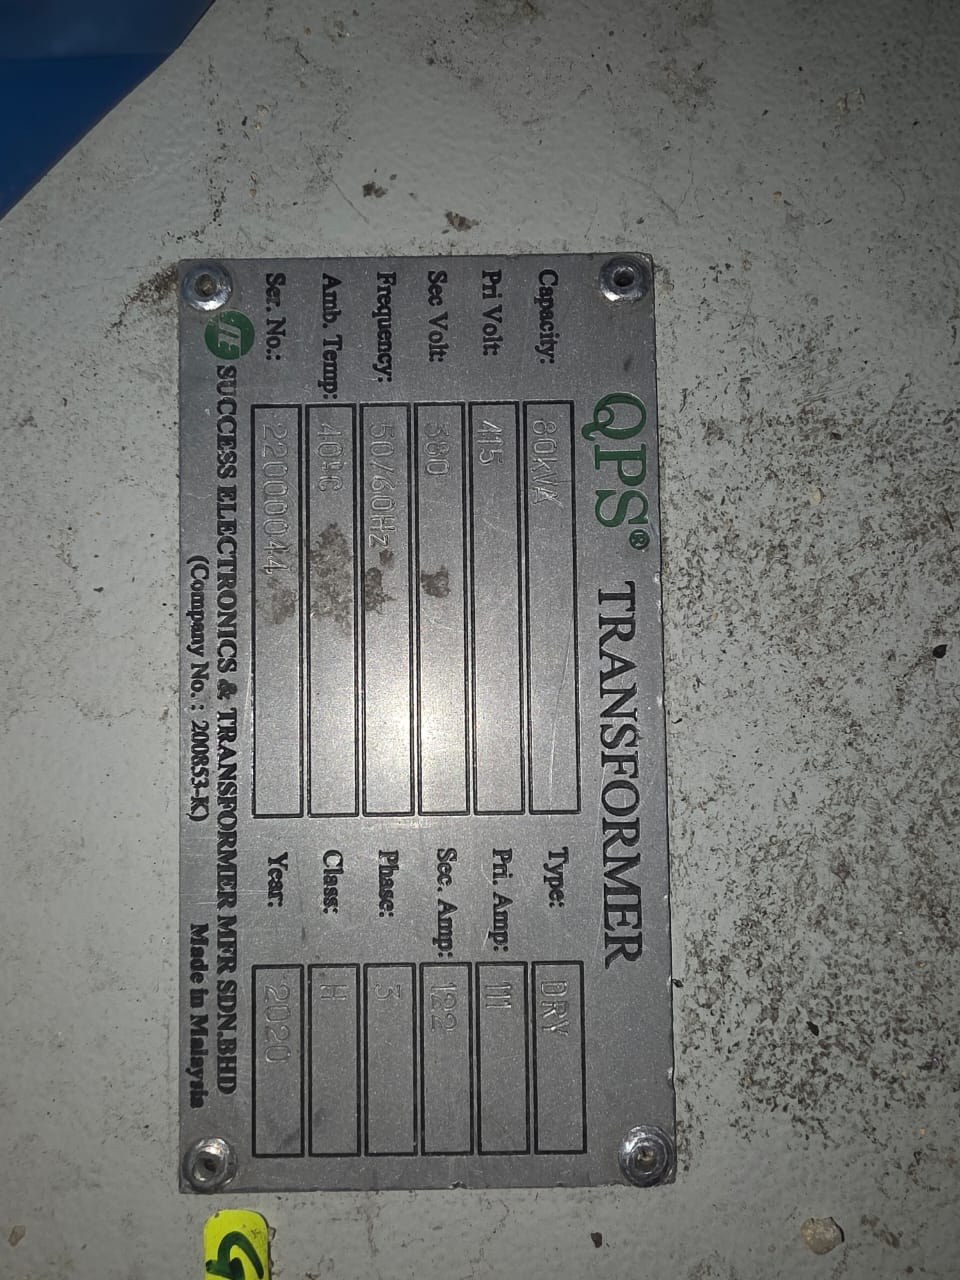 QPS® TRANSFORMER
Capacity: 80kVA Type: DRY
Pri Volt: 415 Pri. Amp: 111
Sec Volt: 380 Sec. Amp: 122
Frequency: 50/60Hz Phase: 3
Amb. Temp: 40°C Class: H
Ser. No.: 220000044 Year: 2020
SUCCESS ELECTRONICS & TRANSFORMER MFR SDN.BHD
(Company No.: 200853-K) Made in Malaysia